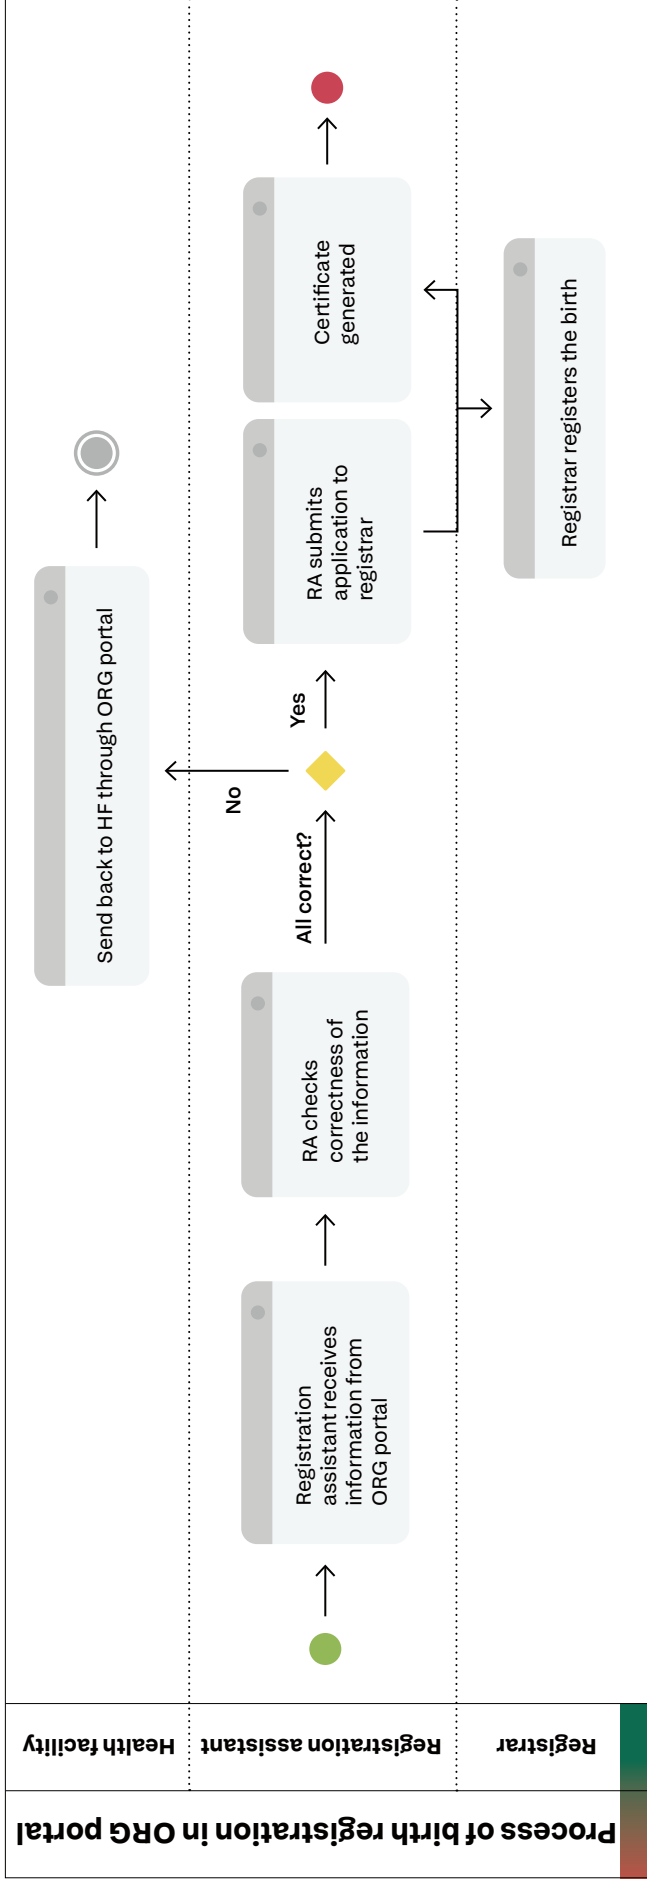 Process of birth registration in ORG portal
Health facility
Registration assistant
Registrar
Registration
assistant receives
information from
ORG portal
RA checks
correctness of
the information
All correct?
No
Send back to HF through ORG portal
Yes
RA submits
application to
registrar
Registrar registers the birth
Certificate
generated